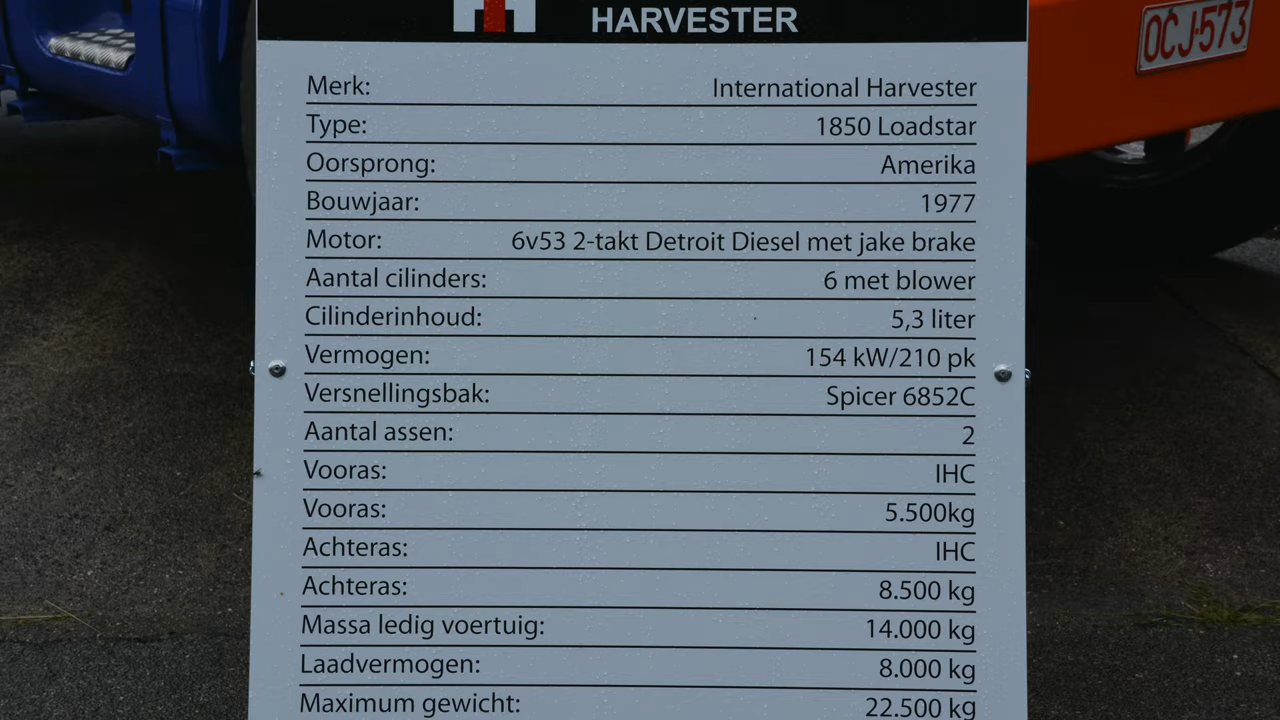 HARVESTER
OCJ-573
Merk: International Harvester
Type: 1850 Loadstar
Oorsprong: Amerika
Bouwjaar: 1977
Motor: 6v53 2-takt Detroit Diesel met jake brake
Aantal cilinders: 6 met blower
Cilinderinhoud: 5,3 liter
Vermogen: 154 kW/210 pk
Versnellingsbak: Spicer 6852C
Aantal assen: 2
Vooras: IHC
Vooras: 5.500kg
Achteras: IHC
Achteras: 8.500 kg
Massa ledig voertuig: 14.000 kg
Laadvermogen: 8.000 kg
Maximum gewicht: 22.500 kg